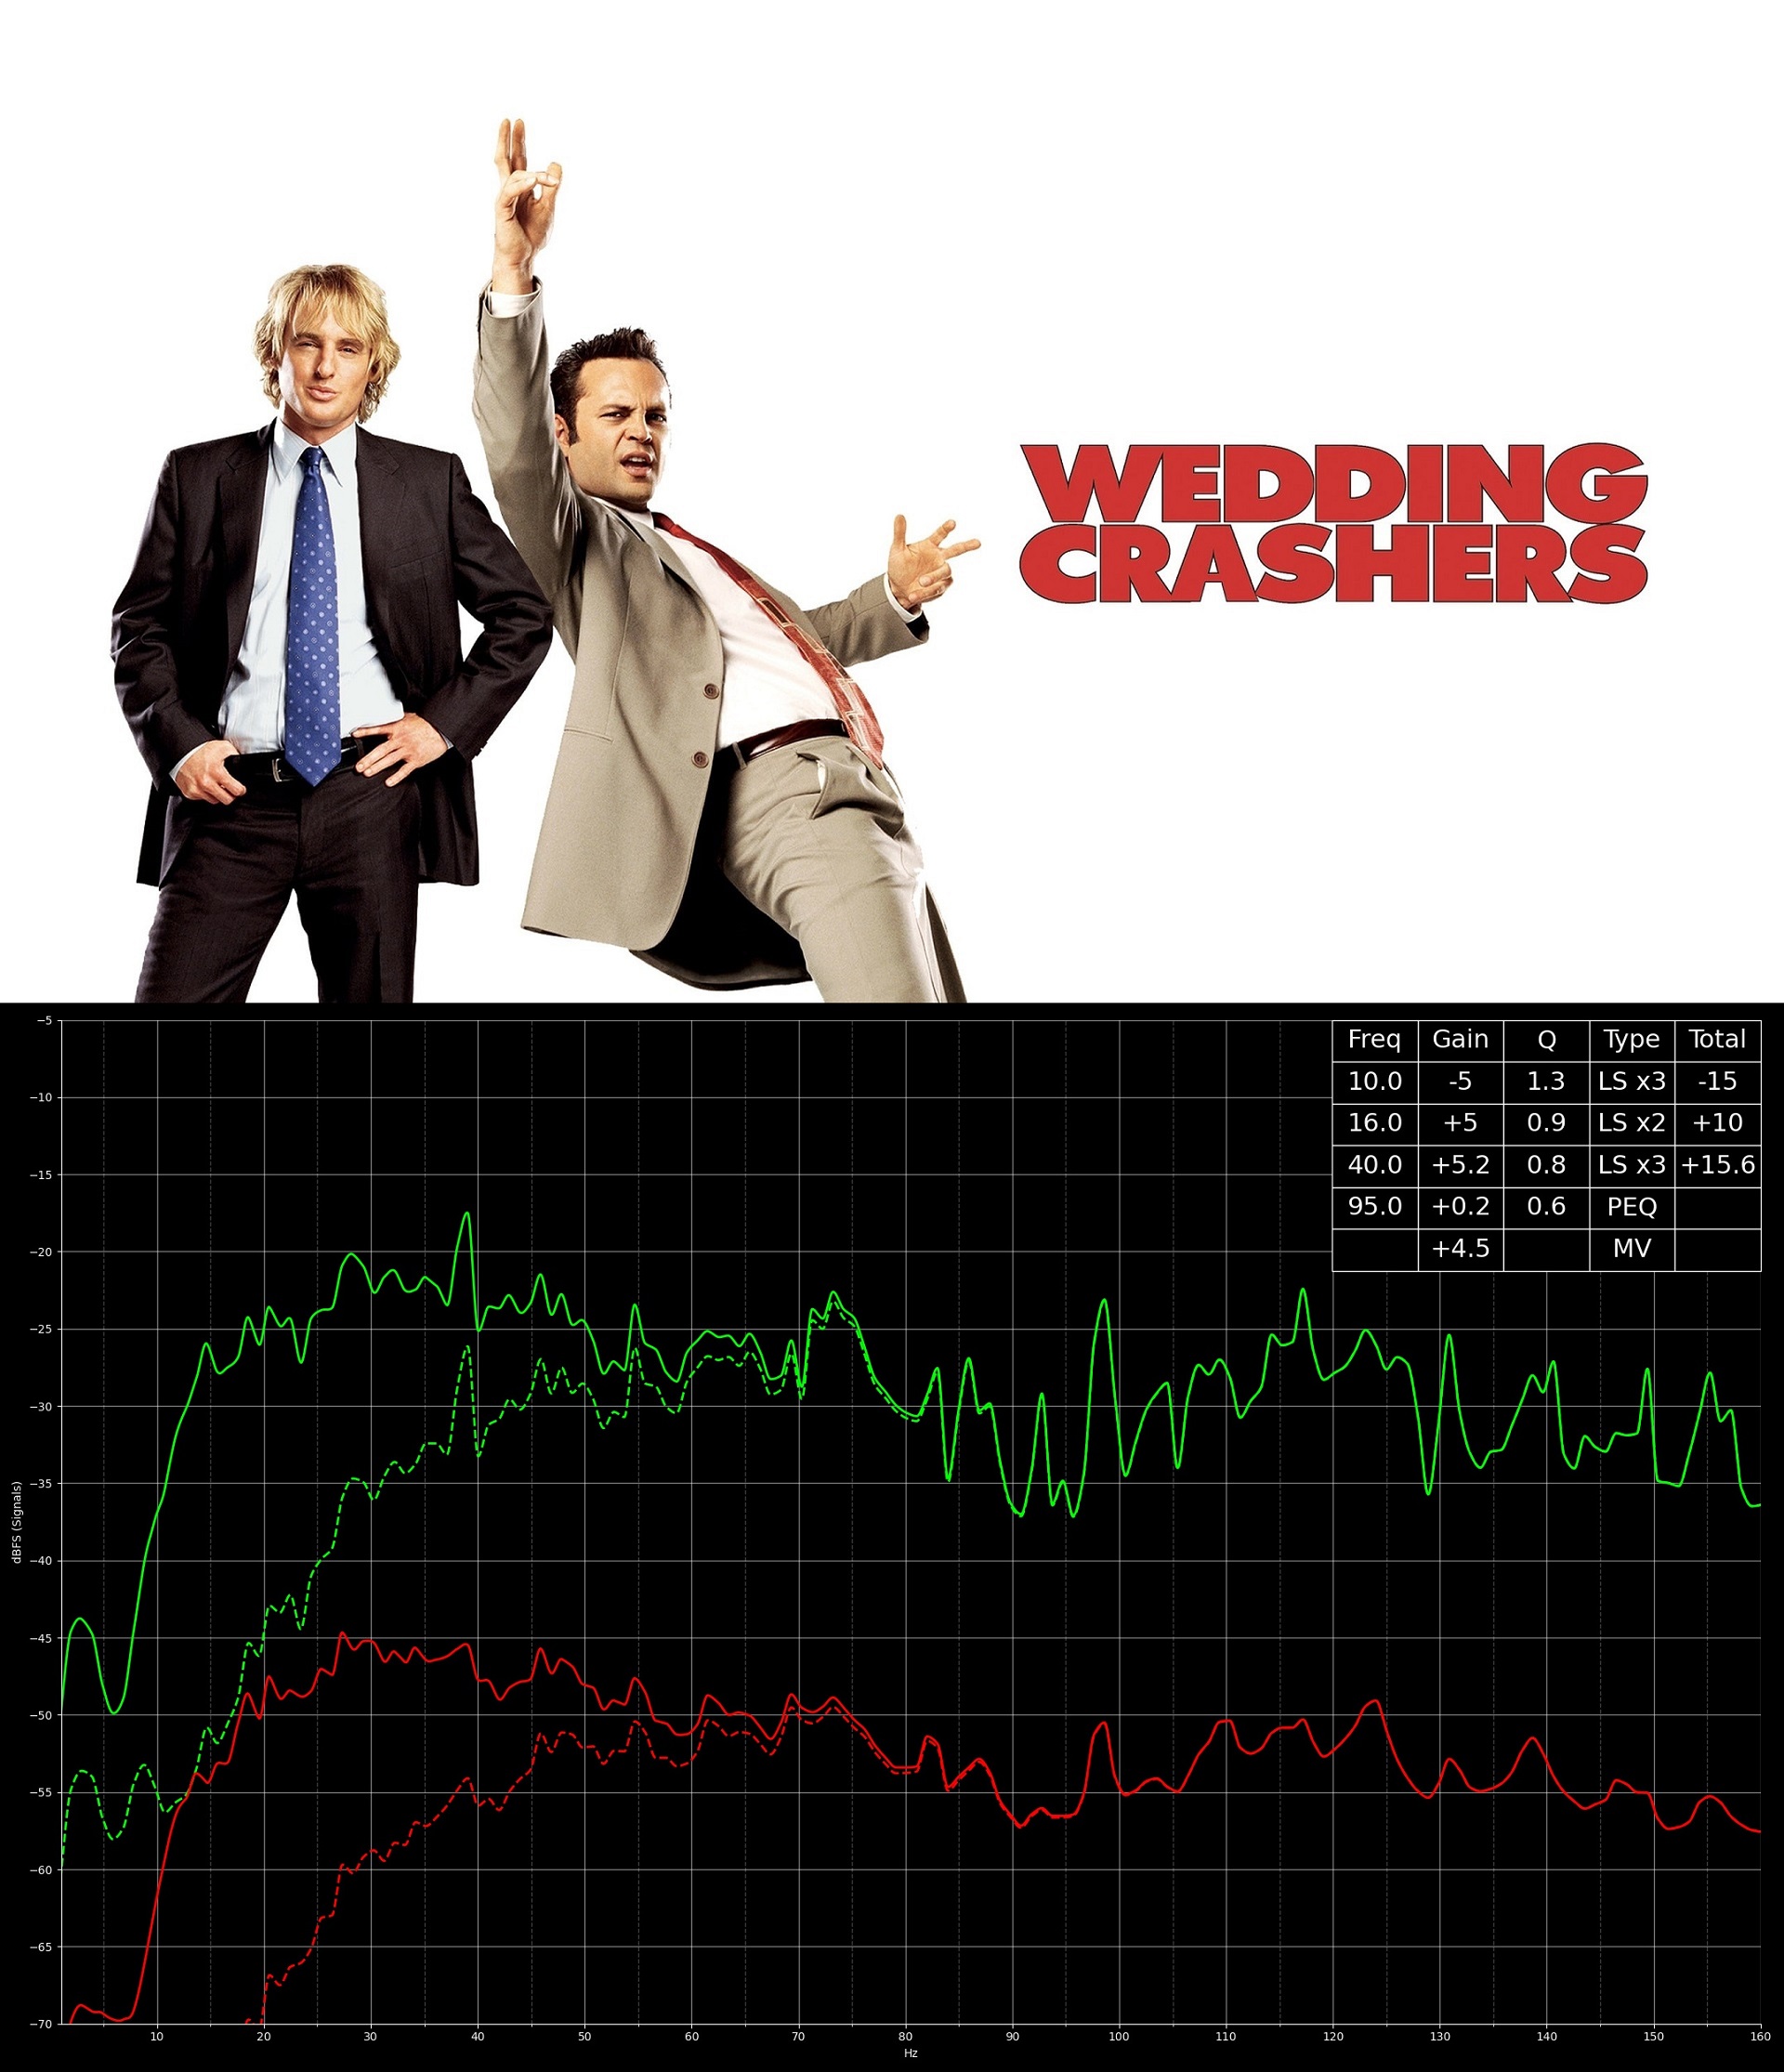 WEDDING
CRASHERS
Freq Gain Q Type Total
10.0 -5 1.3 LS x3 -15
16.0 +5 0.9 LS x2 +10
40.0 +5.2 0.8 LS x3 +15.6
95.0 +0.2 0.6 PEQ
+4.5 MV
−5
−10
−15
−20
−25
−30
−35
−40
−45
−50
−55
−60
−65
−70
dBFS (Signals)
10 20 30 40 50 60 70 80 90 100 110 120 130 140 150 160
Hz